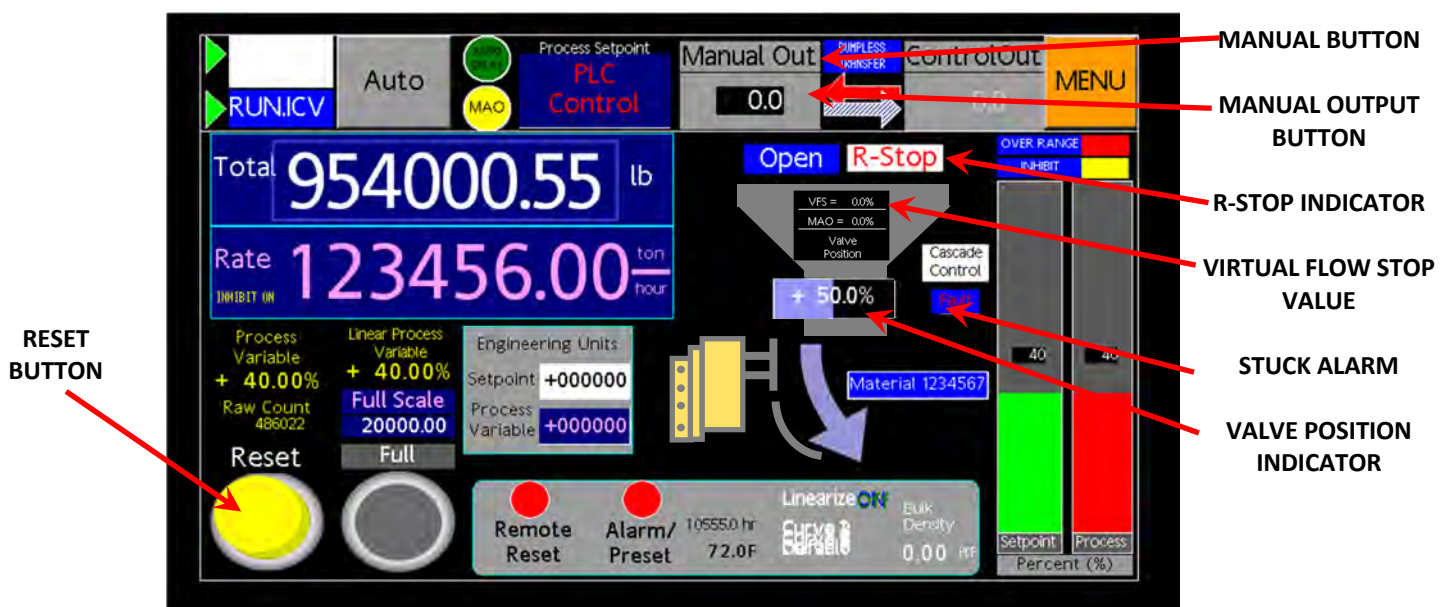 RUN.ICV
Auto
MAO
Process Setpoint
PLC
Control
Manual Out
0.0
BUMPLESS
TRANSFER
ControlOut
0.0
MENU
MANUAL BUTTON
MANUAL OUTPUT
BUTTON
R-STOP INDICATOR
VIRTUAL FLOW STOP
VALUE
STUCK ALARM
VALVE POSITION
INDICATOR
RESET
BUTTON
Total 954000.55 lb
Rate 123456.00 ton
hour
INHIBIT ON
Open R-Stop
VFS = 0.0%
MAO = 0.0%
Valve
Position
+ 50.0%
Cascade
Control
OVER RANGE
INHIBIT
40
40
Setpoint
Process
Percent (%)
Process
Variable
+ 40.00%
Raw Count
486022
Linear Process
Variable
+ 40.00%
Full Scale
20000.00
Full
Reset
Engineering Units
Setpoint +000000
Process
Variable +000000
Material 1234567
Remote
Reset
Alarm/
Preset
10555.0 hr
72.0F
Linearize
Bulk
Density
0.00 PCF